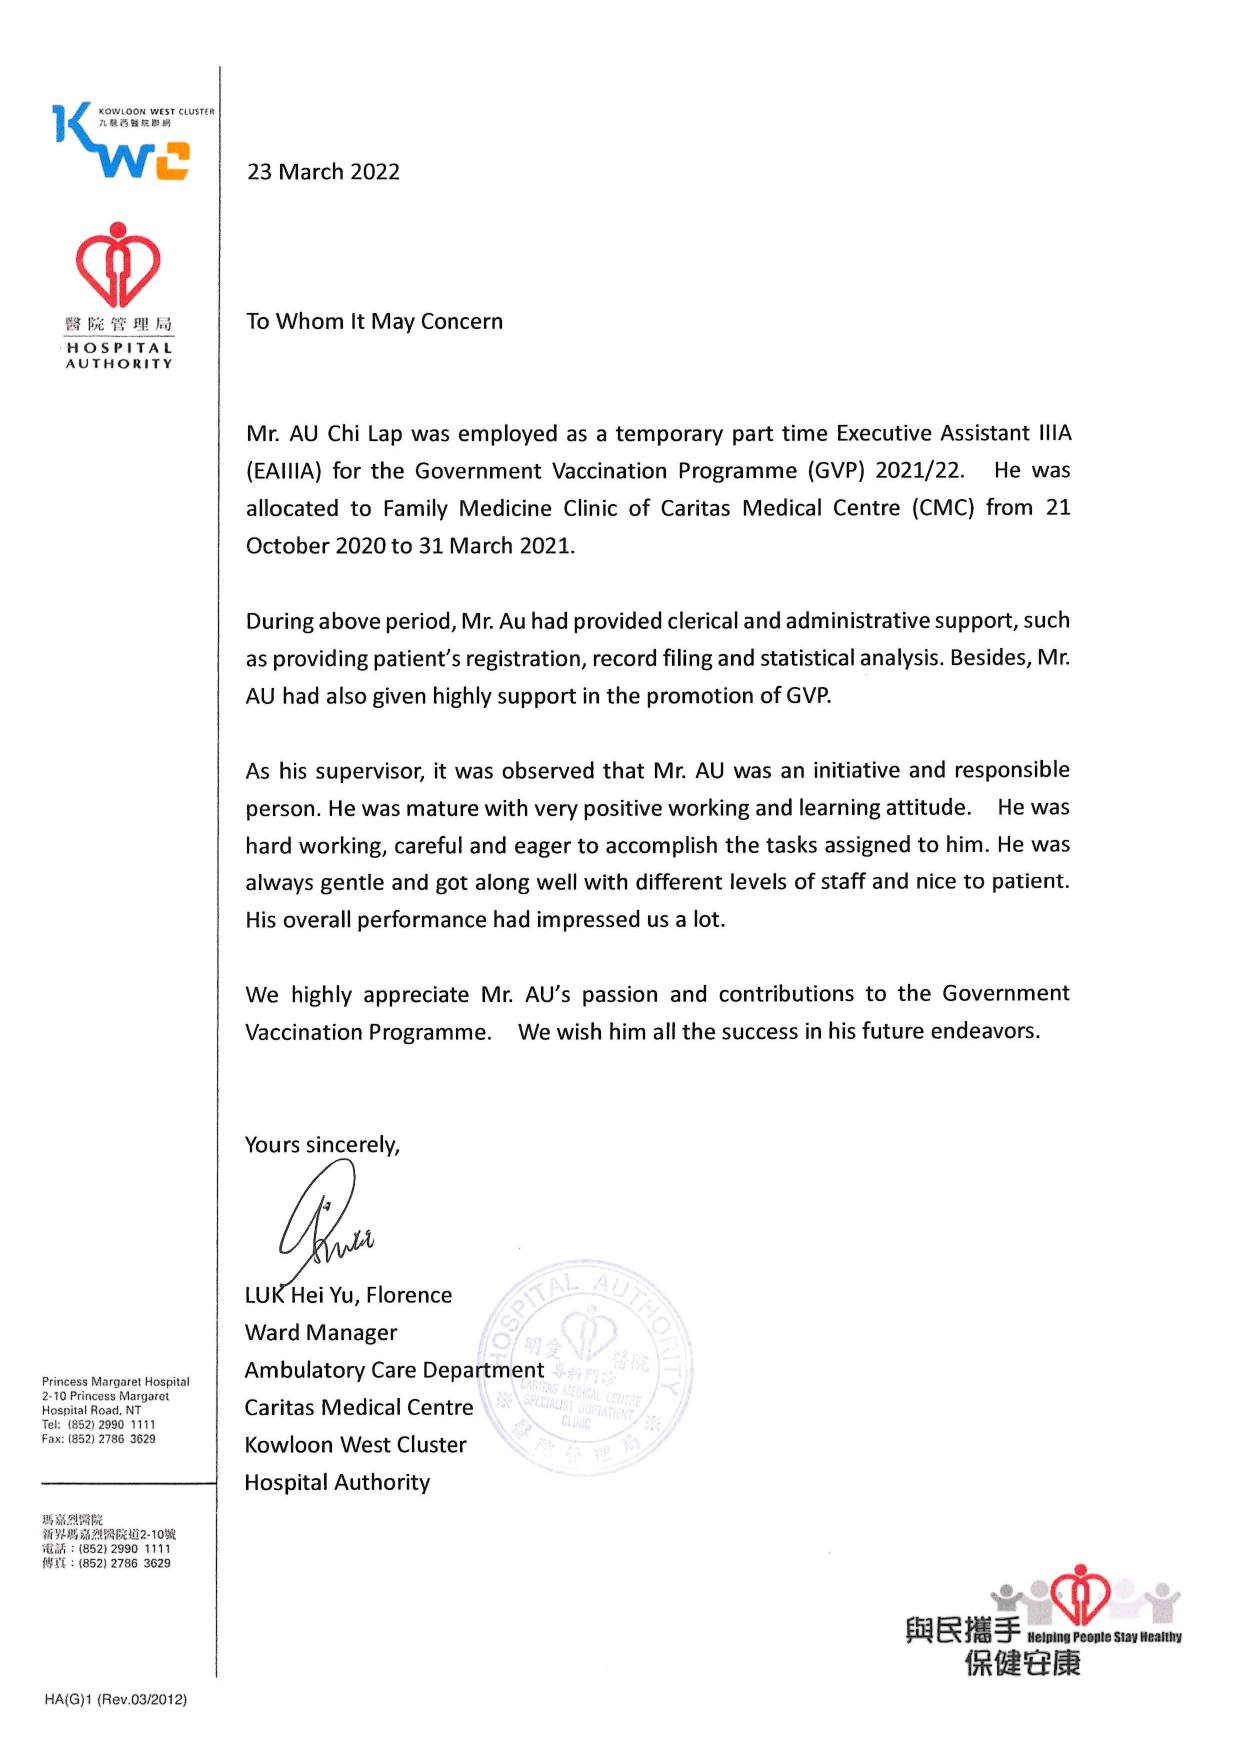 KOWLOON WEST CLUSTER
九龍西醫院聯網
KWC
醫院管理局
HOSPITAL
AUTHORITY
23 March 2022
To Whom It May Concern
Mr. AU Chi Lap was employed as a temporary part time Executive Assistant IIIA
(EAIIIA) for the Government Vaccination Programme (GVP) 2021/22. He was
allocated to Family Medicine Clinic of Caritas Medical Centre (CMC) from 21
October 2020 to 31 March 2021.
During above period, Mr. Au had provided clerical and administrative support, such
as providing patient's registration, record filing and statistical analysis. Besides, Mr.
AU had also given highly support in the promotion of GVP.
As his supervisor, it was observed that Mr. AU was an initiative and responsible
person. He was mature with very positive working and learning attitude. He was
hard working, careful and eager to accomplish the tasks assigned to him. He was
always gentle and got along well with different levels of staff and nice to patient.
His overall performance had impressed us a lot.
We highly appreciate Mr. AU's passion and contributions to the Government
Vaccination Programme. We wish him all the success in his future endeavors.
Yours sincerely,
LUK Hei Yu, Florence
Ward Manager
Ambulatory Care Department
Caritas Medical Centre
Kowloon West Cluster
Hospital Authority
HOSPITAL AUTHORITY
明愛醫院
專科門診
CARITAS MEDICAL CENTRE
SPECIALIST OUTPATIENT
CLINIC
醫院管理局
Princess Margaret Hospital
2-10 Princess Margaret
Hospital Road, NT
Tel: (852) 2990 1111
Fax: (852) 2786 3629
瑪嘉烈醫院
新界瑪嘉烈醫院道2-10號
電話：(852) 2990 1111
傳真：(852) 2786 3629
與民攜手 Helping People Stay Healthy
保健安康
HA(G)1 (Rev.03/2012)